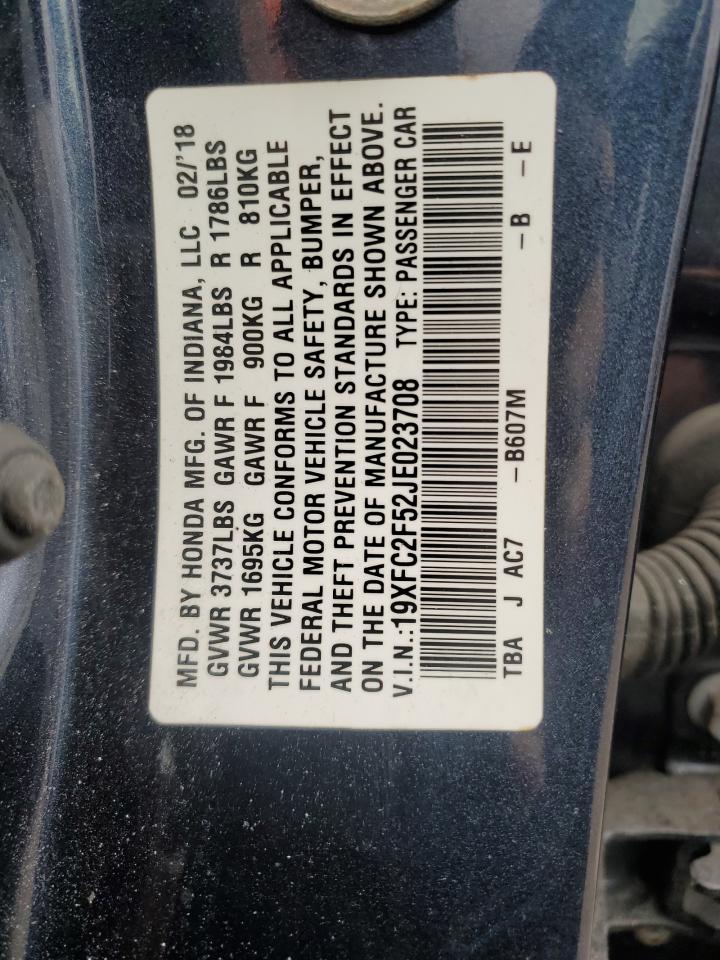 MFD. BY HONDA MFG. OF INDIANA, LLC 02/'18
GVWR 3737LBS GAWR F 1984LBS R 1786LBS
GVWR 1695KG GAWR F 900KG R 810KG
THIS VEHICLE CONFORMS TO ALL APPLICABLE
FEDERAL MOTOR VEHICLE SAFETY, BUMPER,
AND THEFT PREVENTION STANDARDS IN EFFECT
ON THE DATE OF MANUFACTURE SHOWN ABOVE.
V.I.N.:19XFC2F52JE023708 TYPE: PASSENGER CAR
TBA J AC7 –B607M –B –E